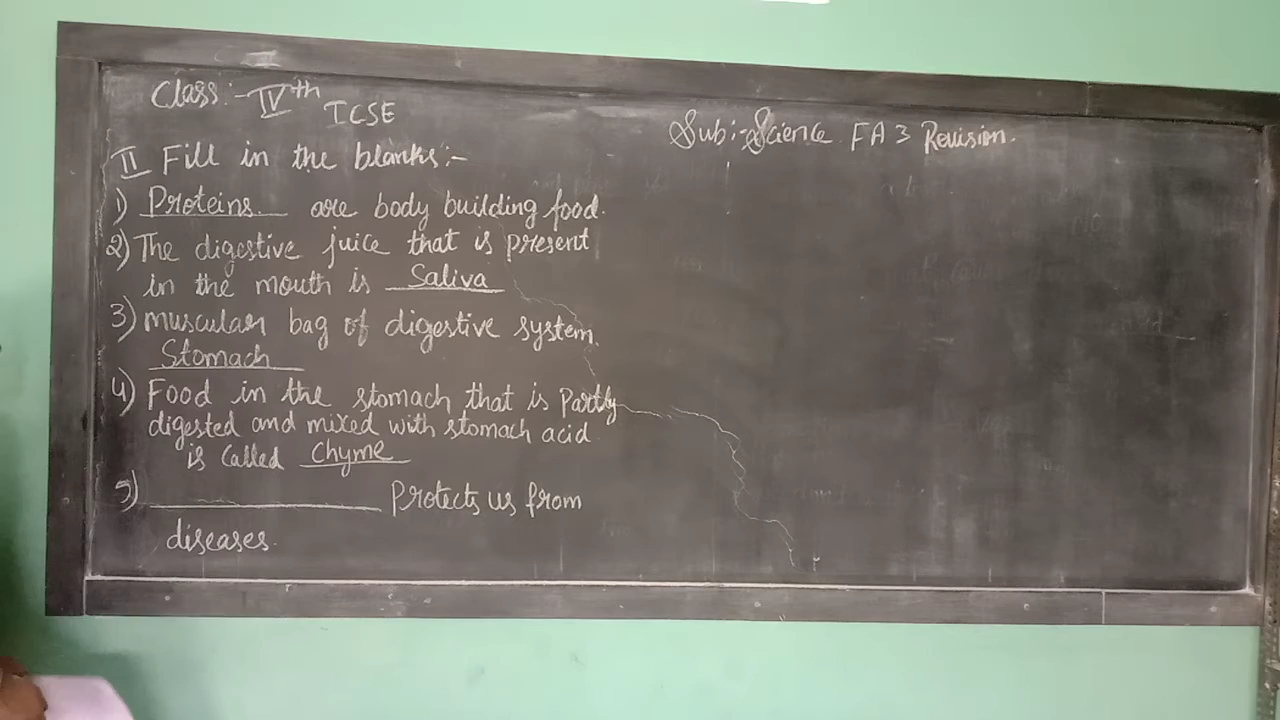 Class:- IVth
ICSE
Sub:- Science FA 3 Revision.
II Fill in the blanks:-
1) Proteins are body building food.
2) The digestive juice that is present
in the mouth is Saliva
3) muscular bag of digestive system.
Stomach
4) Food in the stomach that is Partly
digested and mixed with stomach acid
is called Chyme
5) ____________ Protects us from
diseases.